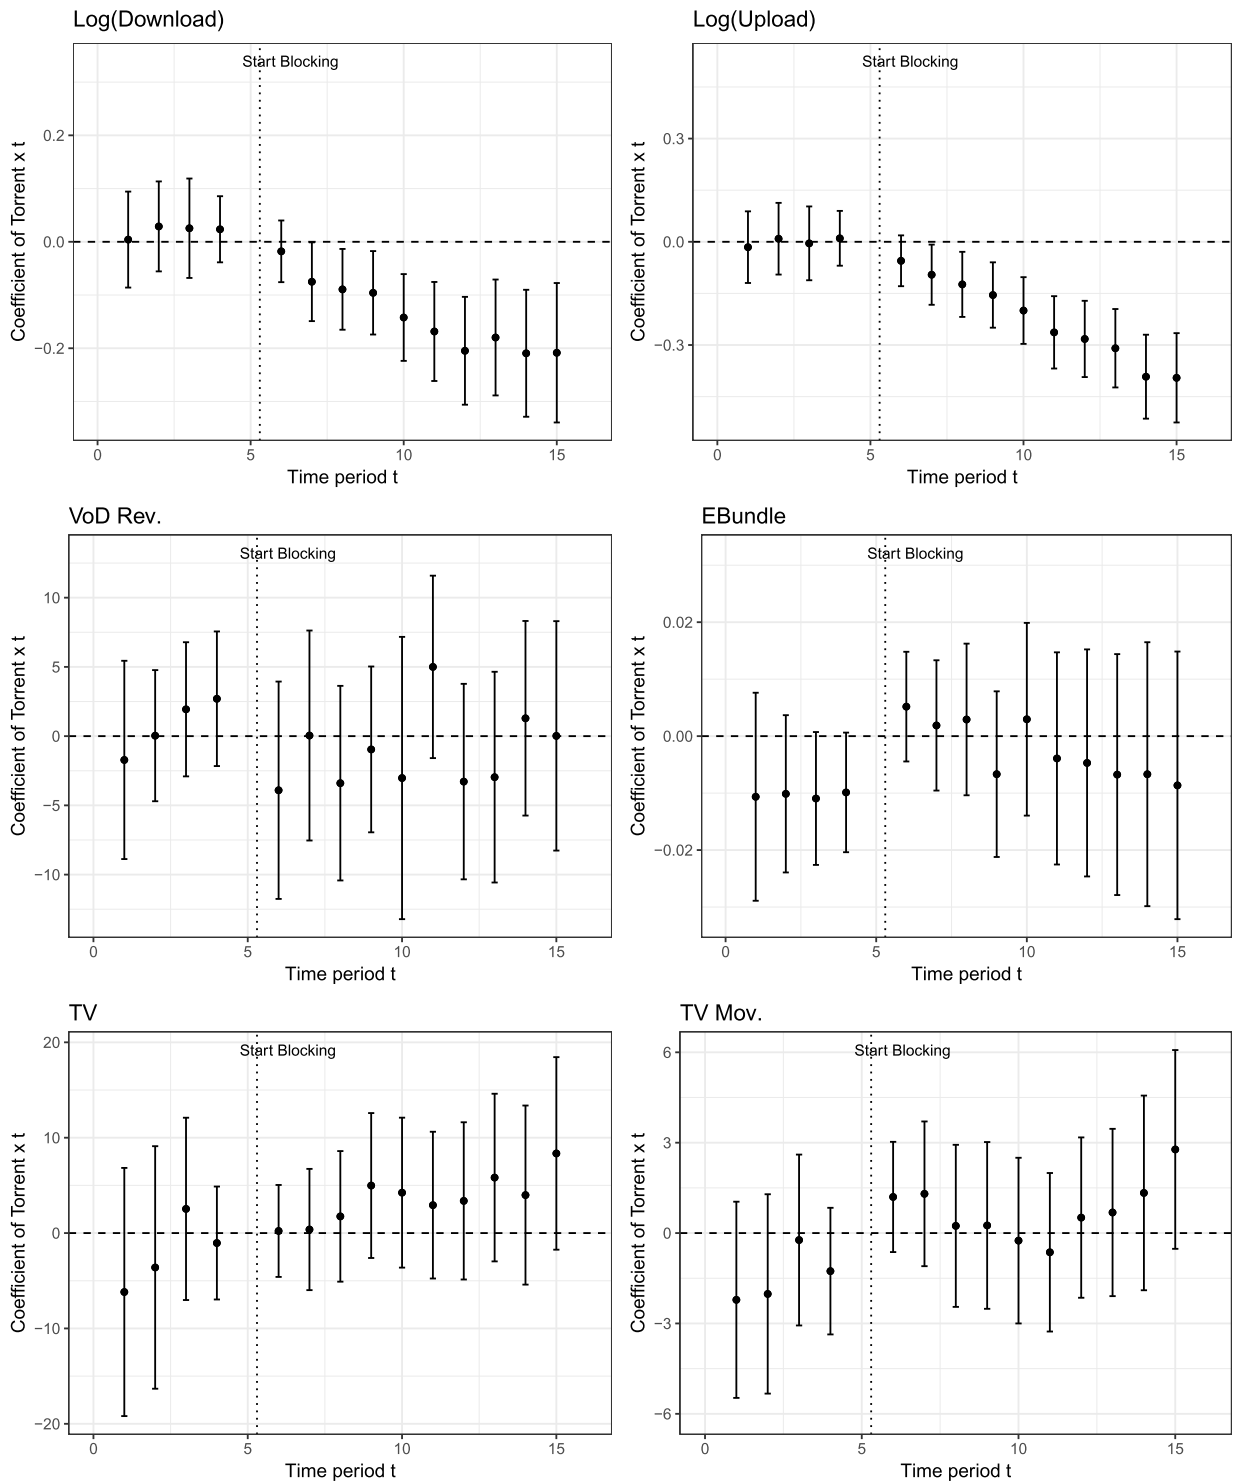 Log(Download)
Start Blocking
0.2
0.0
−0.2
Coefficient of Torrent x t
0 5 10 15
Time period t
Log(Upload)
Start Blocking
0.3
0.0
−0.3
Coefficient of Torrent x t
0 5 10 15
Time period t
VoD Rev.
Start Blocking
10
5
0
−5
−10
Coefficient of Torrent x t
0 5 10 15
Time period t
EBundle
Start Blocking
0.02
0.00
−0.02
Coefficient of Torrent x t
0 5 10 15
Time period t
TV
Start Blocking
20
10
0
−10
−20
Coefficient of Torrent x t
0 5 10 15
Time period t
TV Mov.
Start Blocking
6
3
0
−3
−6
Coefficient of Torrent x t
0 5 10 15
Time period t